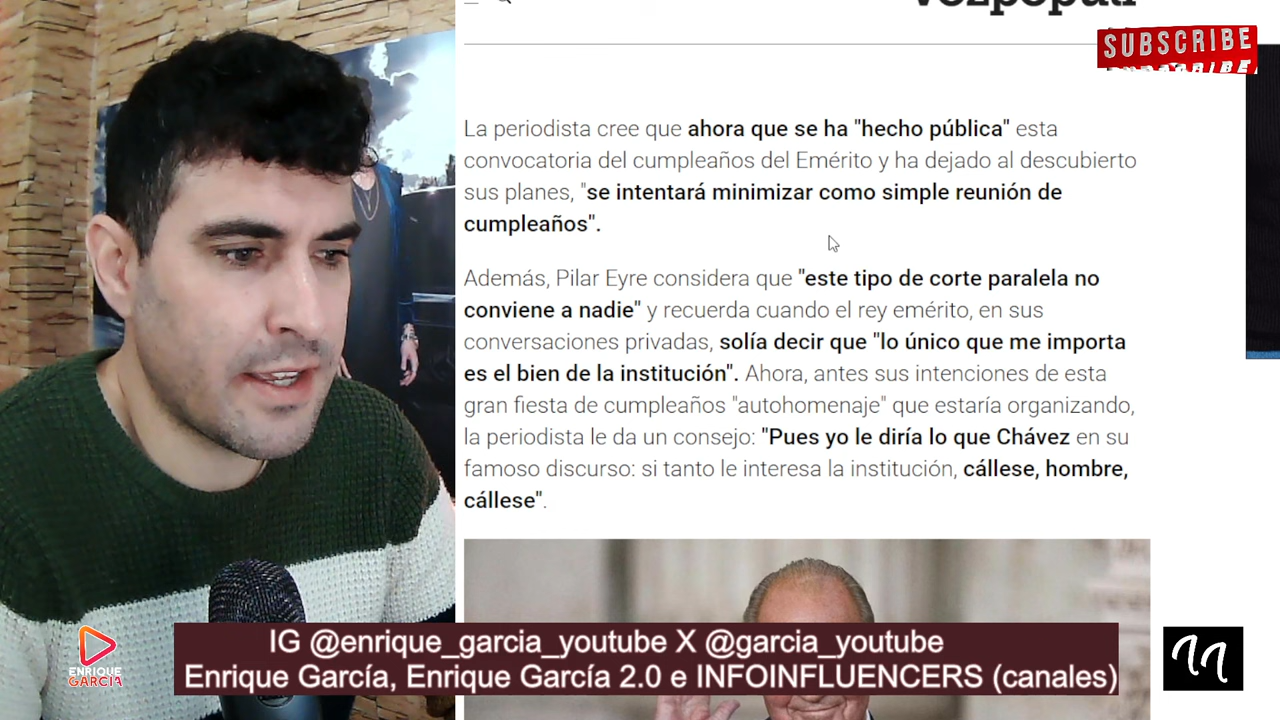 vozpópuli
SUBSCRIBE
SUBSCRIBE
La periodista cree que ahora que se ha "hecho pública" esta
convocatoria del cumpleaños del Emérito y ha dejado al descubierto
sus planes, "se intentará minimizar como simple reunión de
cumpleaños".
Además, Pilar Eyre considera que "este tipo de corte paralela no
conviene a nadie" y recuerda cuando el rey emérito, en sus
conversaciones privadas, solía decir que "lo único que me importa
es el bien de la institución". Ahora, antes sus intenciones de esta
gran fiesta de cumpleaños "autohomenaje" que estaría organizando,
la periodista le da un consejo: "Pues yo le diría lo que Chávez en su
famoso discurso: si tanto le interesa la institución, cállese, hombre,
cállese".
ENRIQUE
GARCÍA
IG @enrique_garcia_youtube X @garcia_youtube
Enrique García, Enrique García 2.0 e INFOINFLUENCERS (canales)